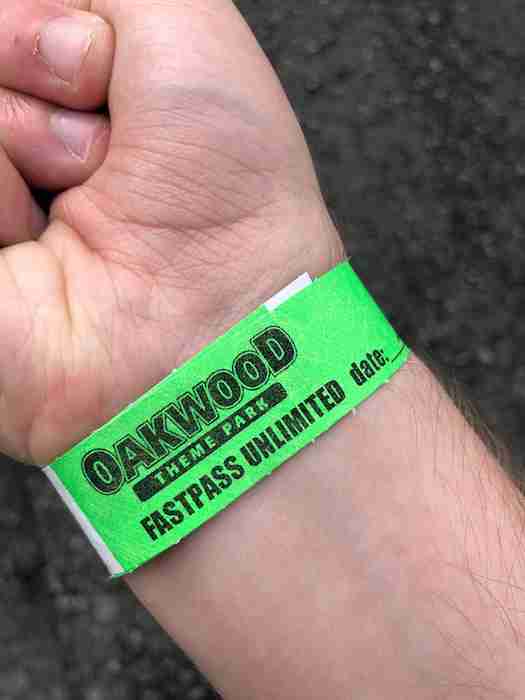 OAKWOOD
THEME PARK
FASTPASS UNLIMITED date: